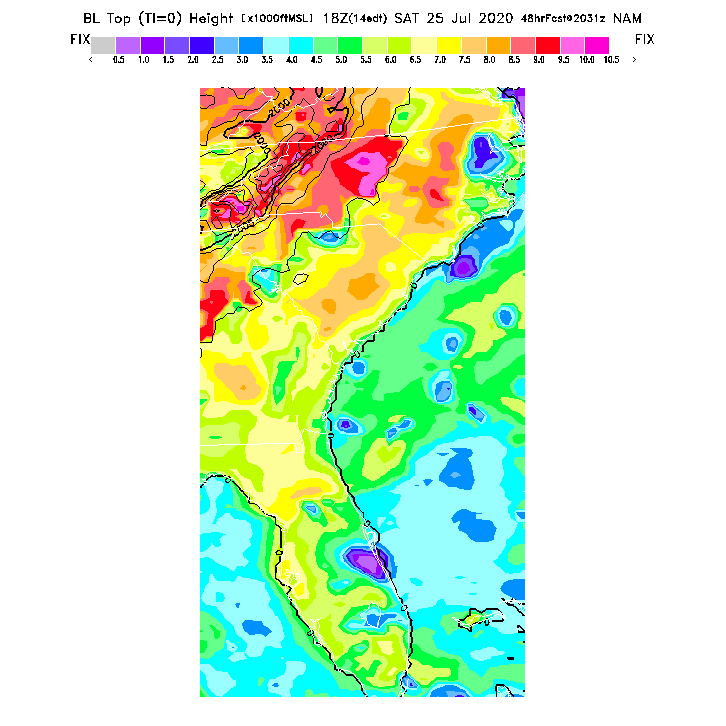 BL Top (TI=0) Height [x1000ftMSL] 18Z(14edt) SAT 25 Jul 2020 48hrFcst@2031z NAM
FIX FIX
< 0.5 1.0 1.5 2.0 2.5 3.0 3.5 4.0 4.5 5.0 5.5 6.0 6.5 7.0 7.5 8.0 8.5 9.0 9.5 10.0 10.5 >
2000
2000